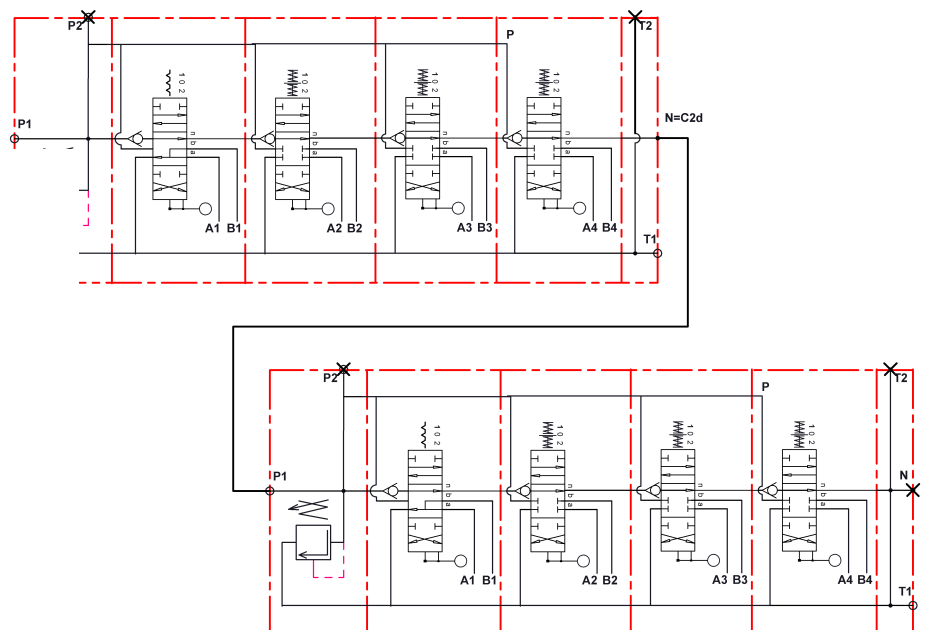 P2 P T2
1 0 2 1 0 2 1 0 2 1 0 2
N=C2d
P1
n b a n b a n b a n b a
A1 B1 A2 B2 A3 B3 A4 B4
T1
P2 P T2
1 0 2 1 0 2 1 0 2 1 0 2
P1 N
n b a n b a n b a n b a
A1 B1 A2 B2 A3 B3 A4 B4
T1